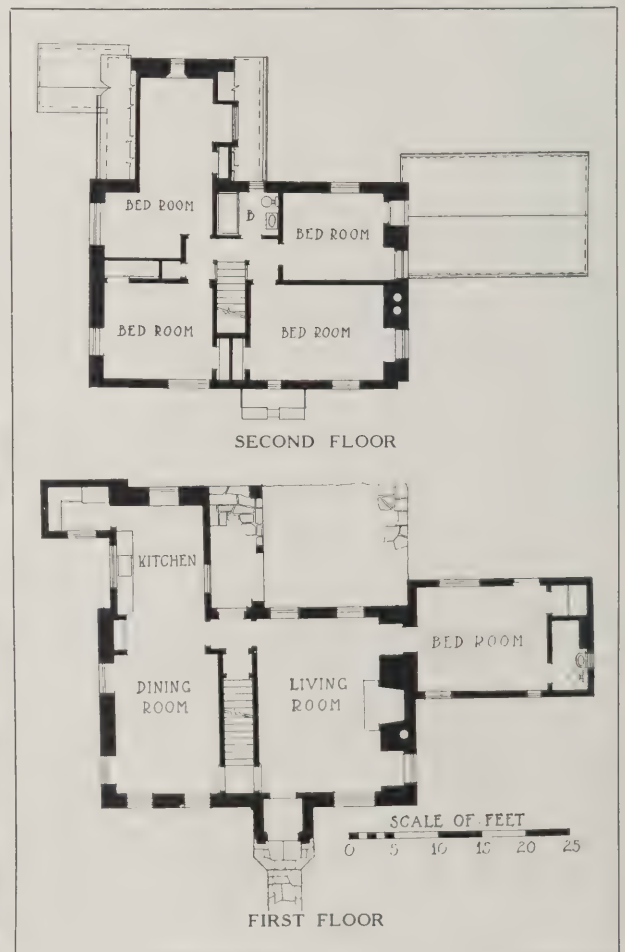 BED ROOM
B
BED ROOM
BED ROOM
BED ROOM
SECOND FLOOR
KITCHEN
BED ROOM
DINING
ROOM
LIVING
ROOM
SCALE OF FEET
0 5 10 15 20 25
FIRST FLOOR